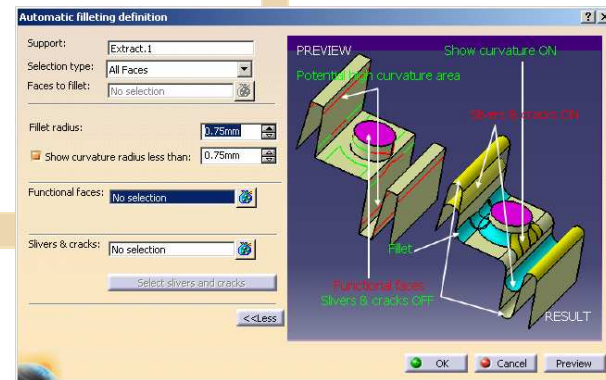 Automatic filleting definition
Support: Extract.1
Selection type: All Faces
Faces to fillet: No selection
Fillet radius: 0.75mm
Show curvature radius less than: 0.75mm
Functional faces: No selection
Slivers & cracks: No selection
Select slivers and cracks
<<Less
PREVIEW
Show curvature ON
Potential high curvature area
Slivers & cracks ON
Fillet
Functional faces
Slivers & cracks OFF
RESULT
OK Cancel Preview